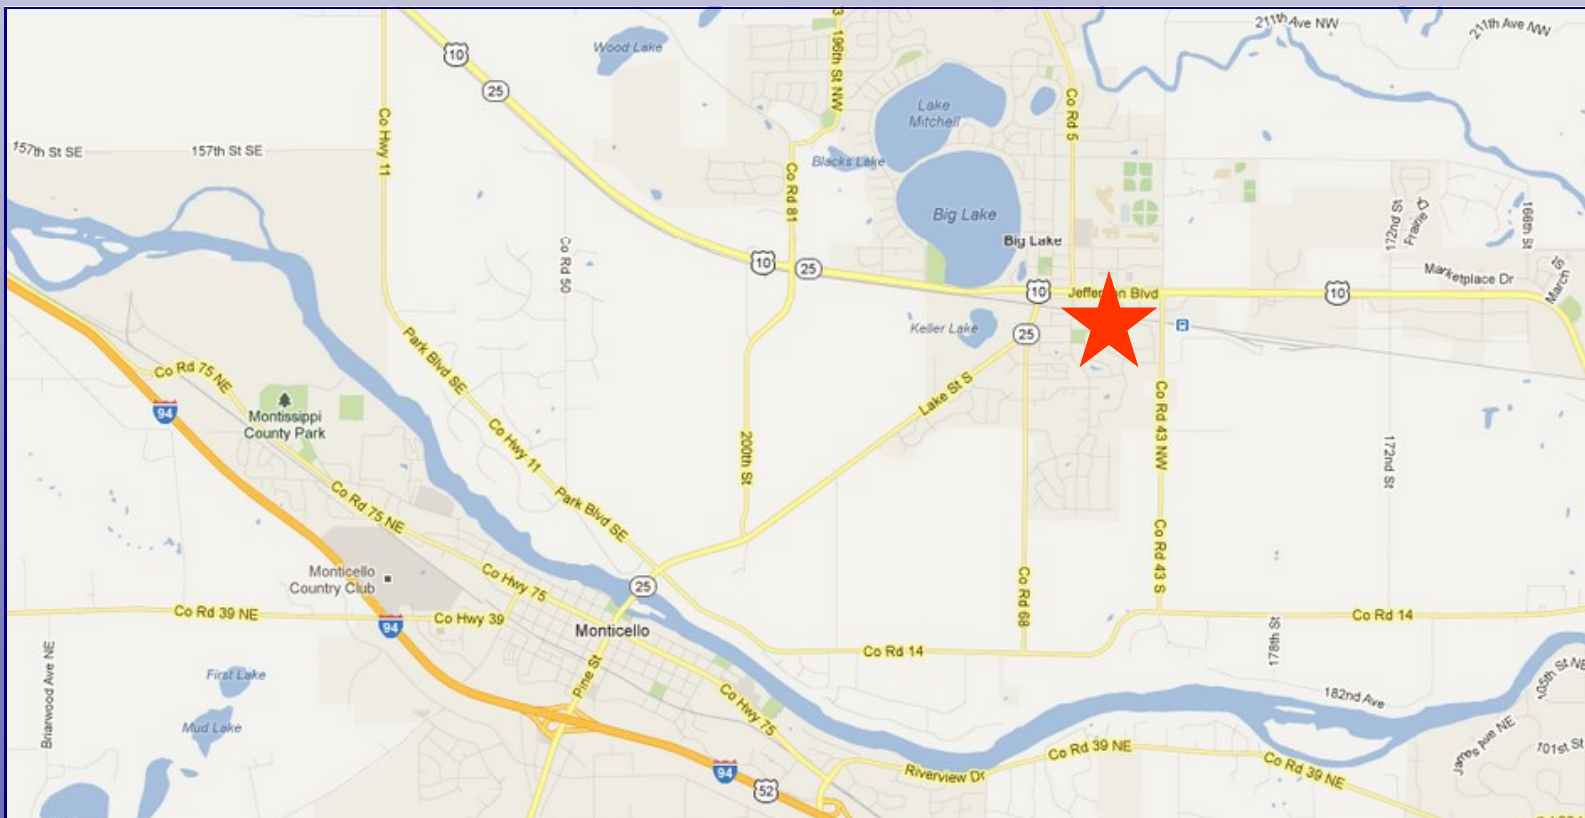 211th Ave NW
211th Ave NW
3
196th St NW
Wood Lake
10
25
Lake
Mitchell
Co Rd 5
Co Hwy 11
157th St SE
157th St SE
Blacks Lake
Co Rd 81
Big Lake
172nd St
Prairie D
166th St
Big Lake
Co Rd 50
10
25
10
Jefferson Blvd
10
Marketplace Dr
March St
Keller Lake
25
Park Blvd SE
Co Rd 75 NE
94
Lake St S
Montissippi
County Park
Co Hwy 11
200th St
Co Rd 43 NW
172nd St
Co Rd 75 NE
Park Blvd SE
Co Rd 43 S
Monticello
Country Club
Co Hwy 75
25
Co Rd 68
Co Rd 39 NE
94
Co Hwy 39
Monticello
Co Rd 14
178th St
Co Rd 14
Briarwood Ave NE
First Lake
Pine St
182nd Ave
105th St NE
Mud Lake
Co Hwy 75
Co Rd 39 NE
James Ave NE
101st St
94
52
Riverview Dr
Co Rd 39 NE